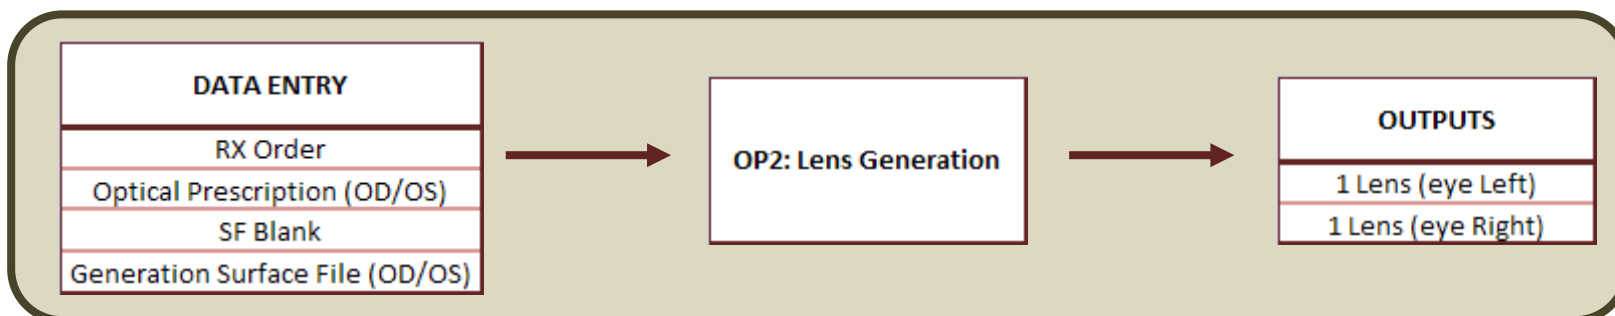 DATA ENTRY
RX Order
Optical Prescription (OD/OS)
SF Blank
Generation Surface File (OD/OS)
OP2: Lens Generation
OUTPUTS
1 Lens (eye Left)
1 Lens (eye Right)